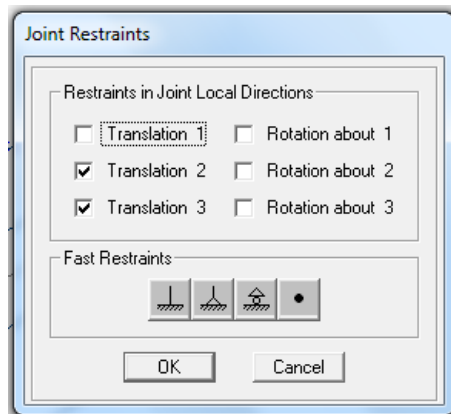 Joint Restraints
Restraints in Joint Local Directions
Translation 1 Rotation about 1
Translation 2 Rotation about 2
Translation 3 Rotation about 3
Fast Restraints
OK Cancel